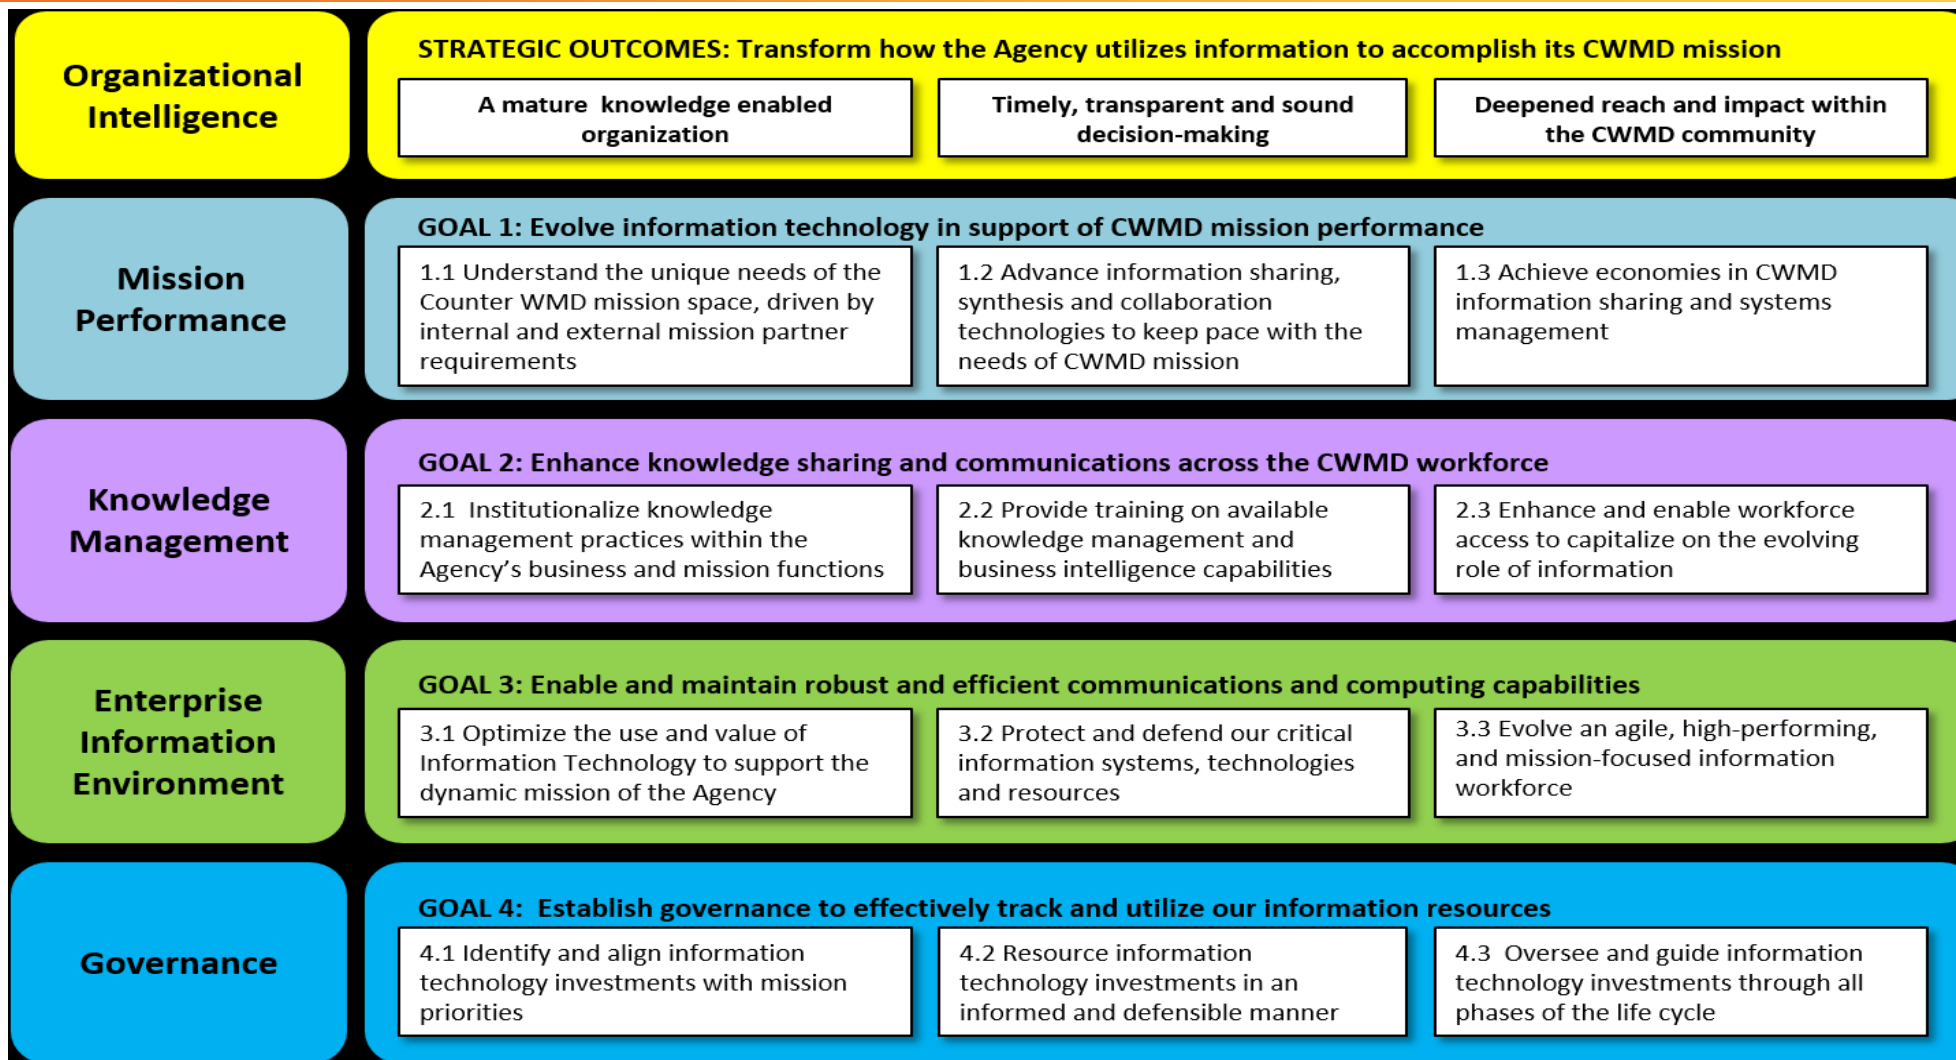 Organizational
Intelligence
STRATEGIC OUTCOMES: Transform how the Agency utilizes information to accomplish its CWMD mission
A mature knowledge enabled
organization
Timely, transparent and sound
decision-making
Deepened reach and impact within
the CWMD community
Mission
Performance
GOAL 1: Evolve information technology in support of CWMD mission performance
1.1 Understand the unique needs of the
Counter WMD mission space, driven by
internal and external mission partner
requirements
1.2 Advance information sharing,
synthesis and collaboration
technologies to keep pace with the
needs of CWMD mission
1.3 Achieve economies in CWMD
information sharing and systems
management
Knowledge
Management
GOAL 2: Enhance knowledge sharing and communications across the CWMD workforce
2.1 Institutionalize knowledge
management practices within the
Agency’s business and mission functions
2.2 Provide training on available
knowledge management and
business intelligence capabilities
2.3 Enhance and enable workforce
access to capitalize on the evolving
role of information
Enterprise
Information
Environment
GOAL 3: Enable and maintain robust and efficient communications and computing capabilities
3.1 Optimize the use and value of
Information Technology to support the
dynamic mission of the Agency
3.2 Protect and defend our critical
information systems, technologies
and resources
3.3 Evolve an agile, high-performing,
and mission-focused information
workforce
Governance
GOAL 4: Establish governance to effectively track and utilize our information resources
4.1 Identify and align information
technology investments with mission
priorities
4.2 Resource information
technology investments in an
informed and defensible manner
4.3 Oversee and guide information
technology investments through all
phases of the life cycle